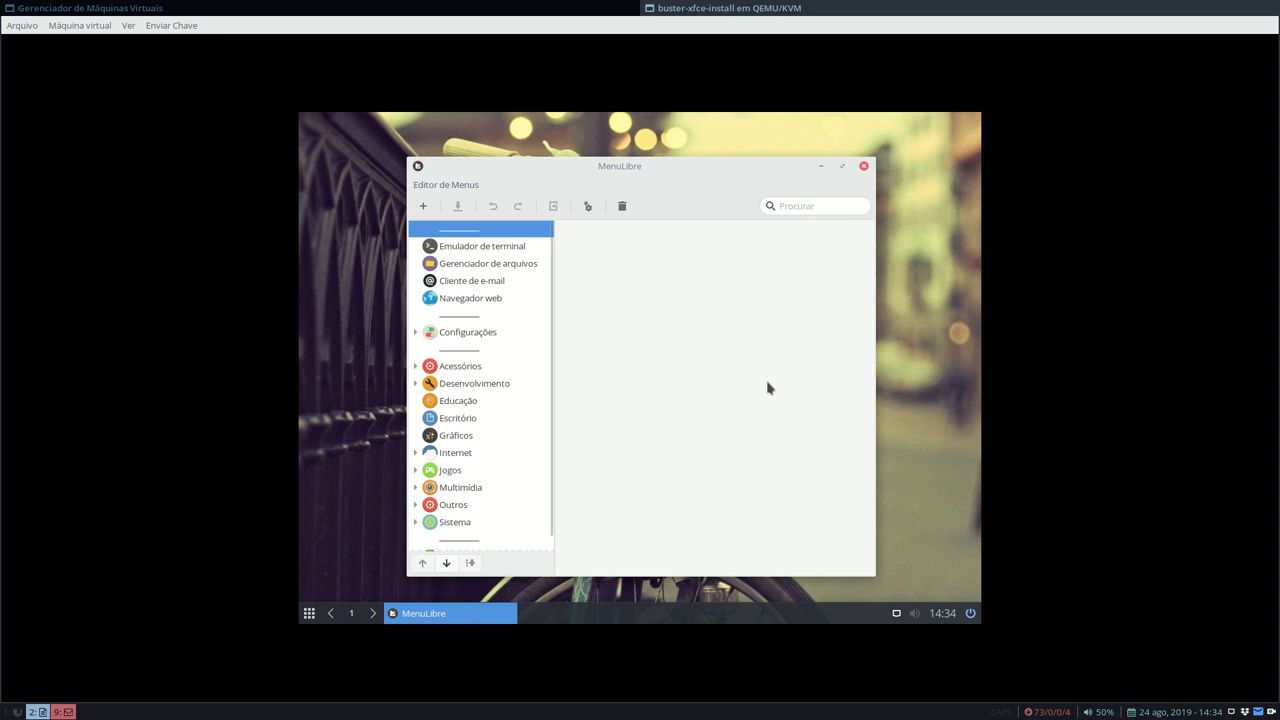 Gerenciador de Máquinas Virtuais
buster-xfce-install em QEMU/KVM
Arquivo Máquina virtual Ver Enviar Chave
MenuLibre
Editor de Menus
Procurar
Emulador de terminal
Gerenciador de arquivos
Cliente de e-mail
Navegador web
Configurações
Acessórios
Desenvolvimento
Educação
Escritório
Gráficos
Internet
Jogos
Multimídia
Outros
Sistema
1 MenuLibre 14:34
1: 2: 9: CAPS 73/0/0/4 50% 24 ago, 2019 - 14:34